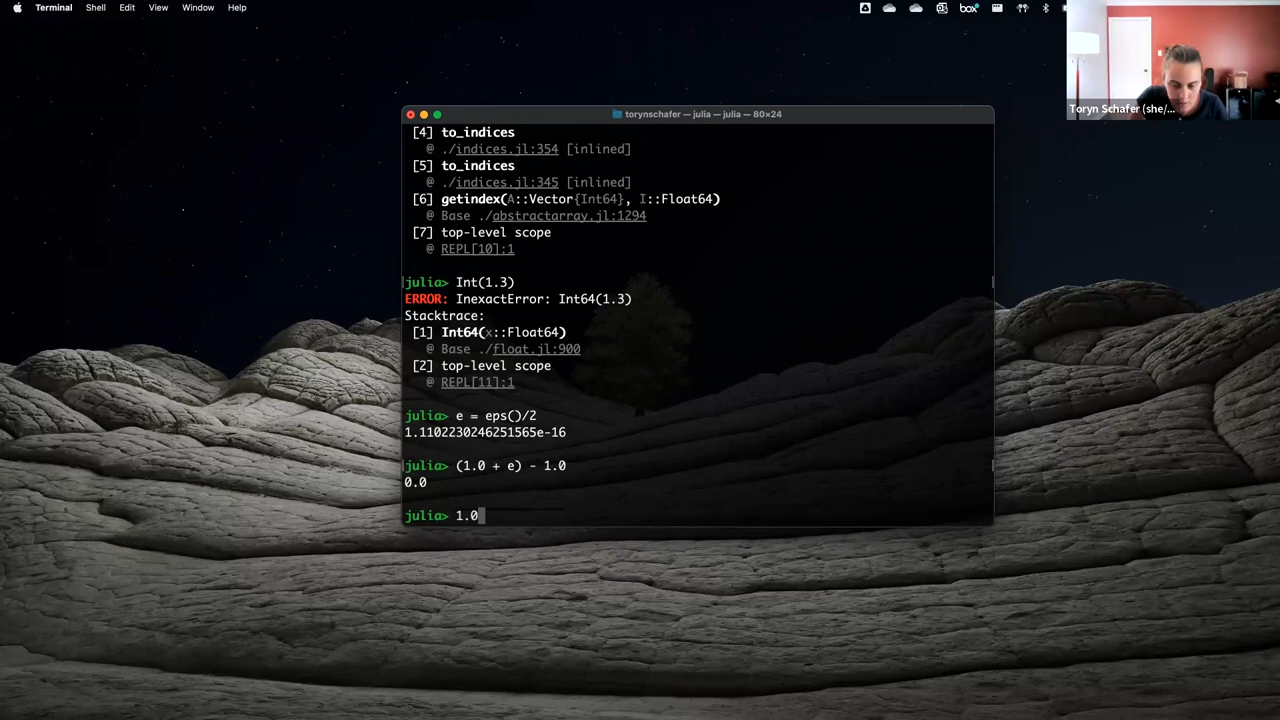 Terminal Shell Edit View Window Help
box
Toryn Schafer (she/...
torynschafer — julia — julia — 80×24
[4] to_indices
@ ./indices.jl:354 [inlined]
[5] to_indices
@ ./indices.jl:345 [inlined]
[6] getindex(A::Vector{Int64}, I::Float64)
@ Base ./abstractarray.jl:1294
[7] top-level scope
@ REPL[10]:1
julia> Int(1.3)
ERROR: InexactError: Int64(1.3)
Stacktrace:
[1] Int64(x::Float64)
@ Base ./float.jl:900
[2] top-level scope
@ REPL[11]:1
julia> e = eps()/2
1.1102230246251565e-16
julia> (1.0 + e) - 1.0
0.0
julia> 1.0